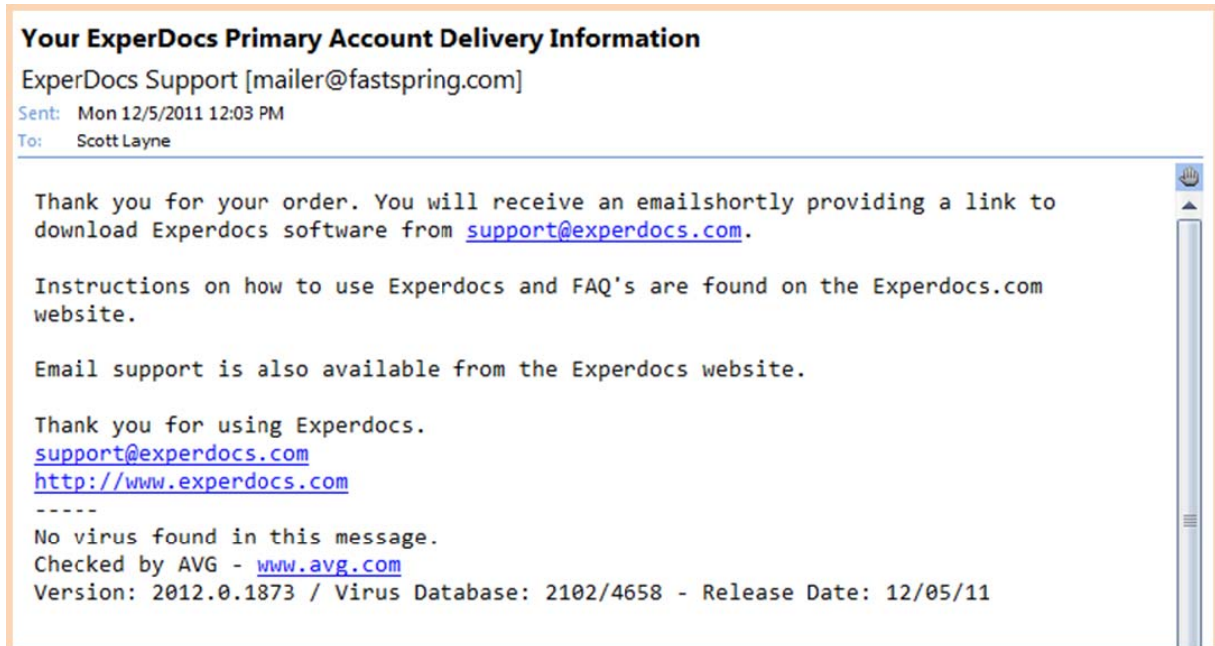 Your ExperDocs Primary Account Delivery Information
ExperDocs Support [mailer@fastspring.com]
Sent: Mon 12/5/2011 12:03 PM
To: Scott Layne
Thank you for your order. You will receive an emailshortly providing a link to
download Experdocs software from support@experdocs.com.
Instructions on how to use Experdocs and FAQ's are found on the Experdocs.com
website.
Email support is also available from the Experdocs website.
Thank you for using Experdocs.
support@experdocs.com
http://www.experdocs.com
-----
No virus found in this message.
Checked by AVG - www.avg.com
Version: 2012.0.1873 / Virus Database: 2102/4658 - Release Date: 12/05/11